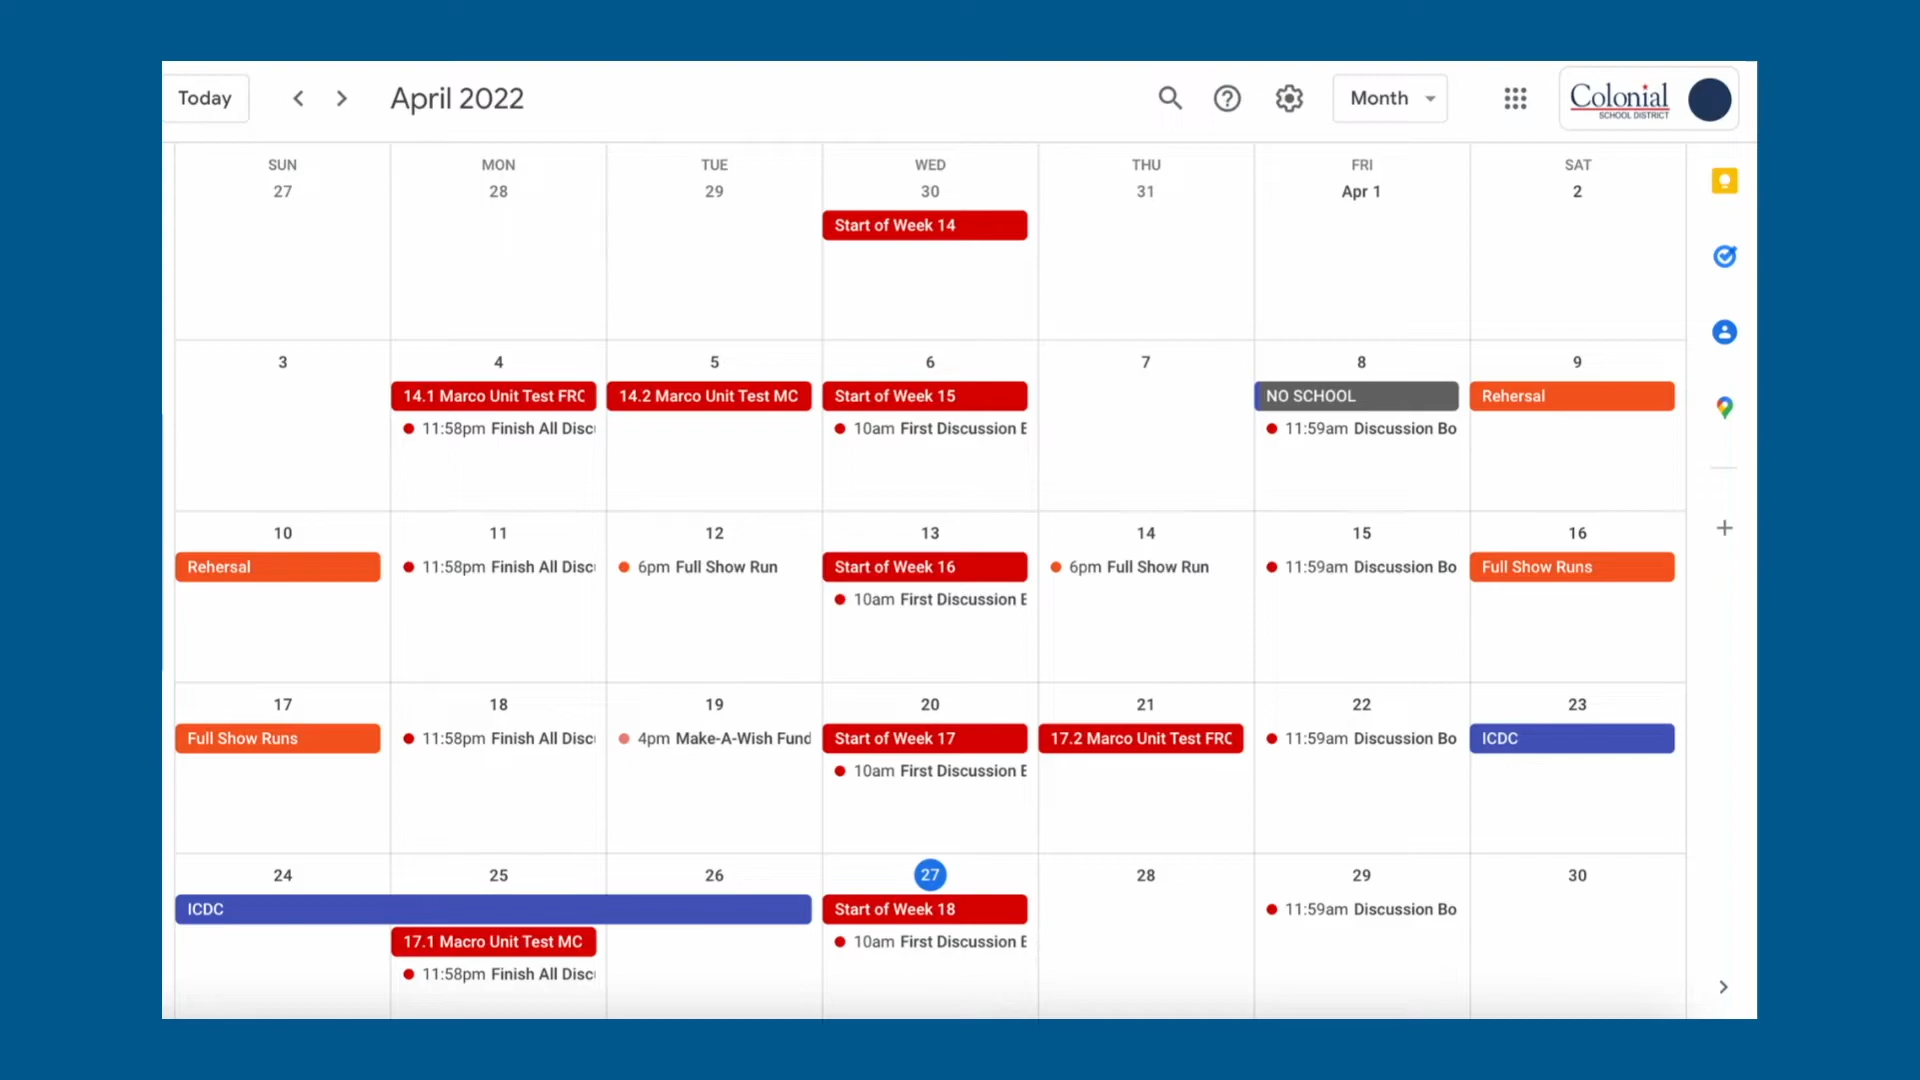 Today
April 2022
Month
Colonial
SCHOOL DISTRICT
SUN MON TUE WED THU FRI SAT
27 28 29 30 31 Apr 1 2
Start of Week 14
3 4 5 6 7 8 9
14.1 Marco Unit Test FRC 14.2 Marco Unit Test MC Start of Week 15 NO SCHOOL Rehersal
11:58pm Finish All Disc 10am First Discussion E 11:59am Discussion Bo
10 11 12 13 14 15 16
Rehersal 11:58pm Finish All Disc 6pm Full Show Run Start of Week 16 6pm Full Show Run 11:59am Discussion Bo Full Show Runs
10am First Discussion E
17 18 19 20 21 22 23
Full Show Runs 11:58pm Finish All Disc 4pm Make-A-Wish Fund Start of Week 17 17.2 Marco Unit Test FRC 11:59am Discussion Bo ICDC
10am First Discussion E
24 25 26 27 28 29 30
ICDC Start of Week 18 11:59am Discussion Bo
17.1 Macro Unit Test MC 10am First Discussion E
11:58pm Finish All Disc